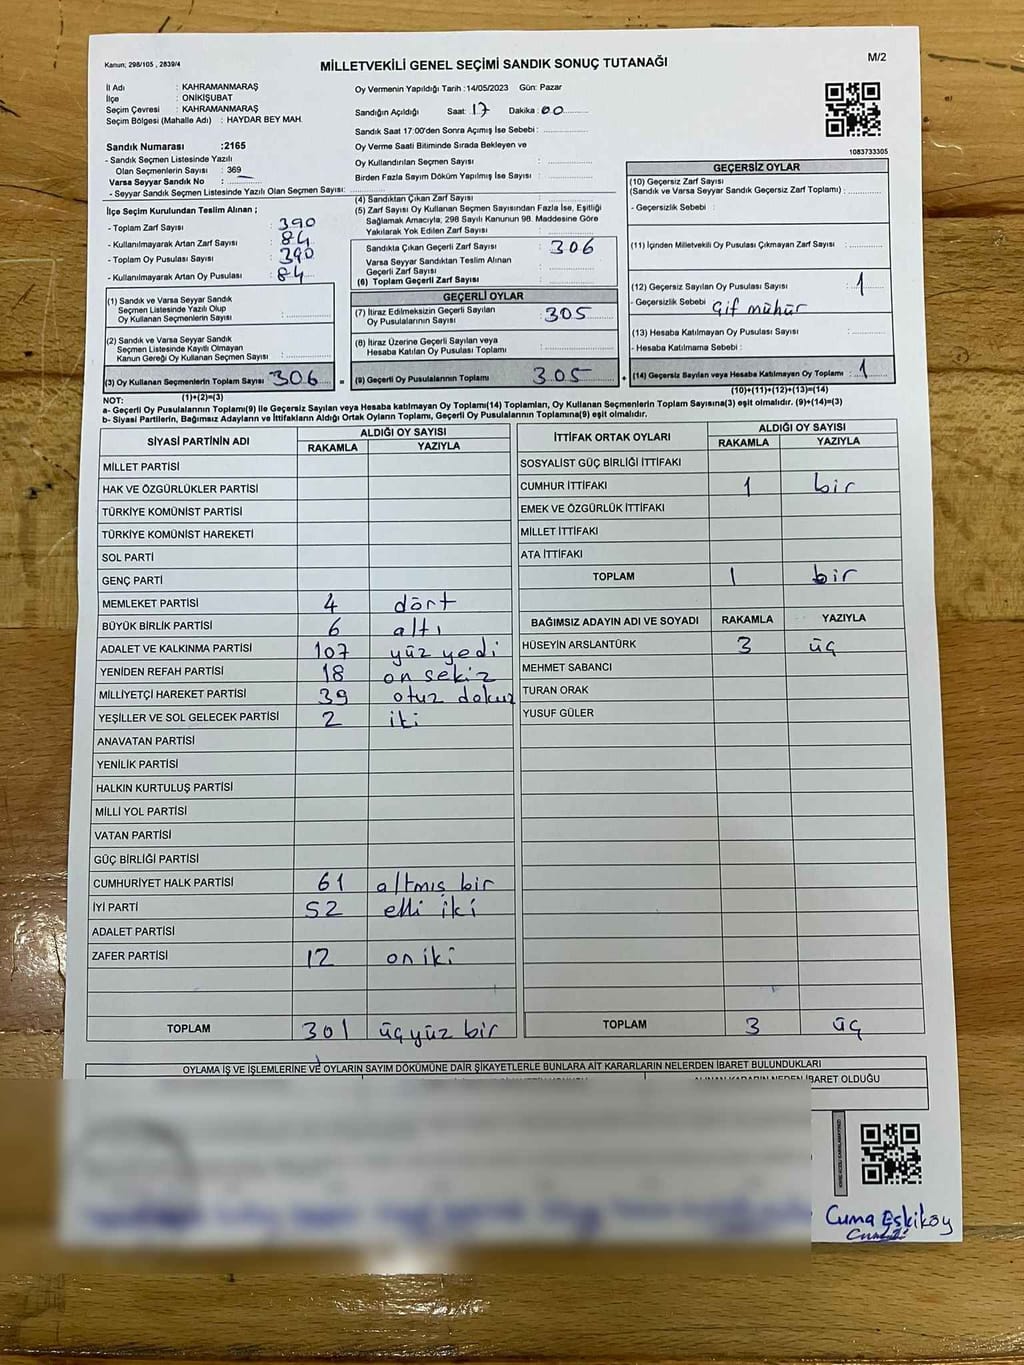 Kanun; 298/105 , 2839/4
MİLLETVEKİLİ GENEL SEÇİMİ SANDIK SONUÇ TUTANAĞI
M/2
İl Adı : KAHRAMANMARAŞ
İlçe : ONİKİŞUBAT
Seçim Çevresi : KAHRAMANMARAŞ
Seçim Bölgesi (Mahalle Adı) : HAYDAR BEY MAH.
Sandık Numarası :2165
- Sandık Seçmen Listesinde Yazılı
Olan Seçmenlerin Sayısı : 369
Varsa Seyyar Sandık No :
- Seyyar Sandık Seçmen Listesinde Yazılı Olan Seçmen Sayısı:
Oy Vermenin Yapıldığı Tarih :14/05/2023 Gün: Pazar
Sandığın Açıldığı Saat: 17 Dakika: 00
Sandık Saat 17:00'den Sonra Açmış İse Sebebi :
Oy Verme Saati Bitiminde Sırada Bekleyen ve
Oy Kullandırılan Seçmen Sayısı :
Birden Fazla Sayım Döküm Yapılmış İse Sayısı :
1083733305
İlçe Seçim Kurulundan Teslim Alınan ;
- Toplam Zarf Sayısı : 390
- Kullanılmayarak Artan Zarf Sayısı : 84
- Toplam Oy Pusulası Sayısı : 390
- Kullanılmayarak Artan Oy Pusulası : 84
(1) Sandık ve Varsa Seyyar Sandık
Seçmen Listesinde Yazılı Olup
Oy Kullanan Seçmenlerin Sayısı :
(2) Sandık ve Varsa Seyyar Sandık
Seçmen Listesinde Kayıtlı Olmayan
Kanun Gereği Oy Kullanan Seçmen Sayısı :
(3) Oy Kullanan Seçmenlerin Toplam Sayısı : 306
(1)+(2)=(3)
(4) Sandıktan Çıkan Zarf Sayısı :
(5) Zarf Sayısı Oy Kullanan Seçmen Sayısından Fazla İse, Eşitliği
Sağlamak Amacıyla, 298 Sayılı Kanunun 98. Maddesine Göre
Yakılarak Yok Edilen Zarf Sayısı :
Sandıkta Çıkan Geçerli Zarf Sayısı : 306
Varsa Seyyar Sandıktan Teslim Alınan
Geçerli Zarf Sayısı :
(6) Toplam Geçerli Zarf Sayısı :
GEÇERLİ OYLAR
(7) İtiraz Edilmeksizin Geçerli Sayılan
Oy Pusulalarının Sayısı : 305
(8) İtiraz Üzerine Geçerli Sayılan veya
Hesaba Katılan Oy Pusulası Toplamı :
= (9) Geçerli Oy Pusulalarının Toplamı : 305
GEÇERSİZ OYLAR
(10) Geçersiz Zarf Sayısı
(Sandık ve Varsa Seyyar Sandık Geçersiz Zarf Toplamı) :
- Geçersizlik Sebebi :
(11) İçinden Milletvekili Oy Pusulası Çıkmayan Zarf Sayısı :
(12) Geçersiz Sayılan Oy Pusulası Sayısı : 1
- Geçersizlik Sebebi : Çif mühür
(13) Hesaba Katılmayan Oy Pusulası Sayısı :
- Hesaba Katılmama Sebebi :
+ (14) Geçersiz Sayılan veya Hesaba Katılmayan Oy Toplamı : 1
(10)+(11)+(12)+(13)=(14)
NOT:
a- Geçerli Oy Pusulalarının Toplamı(9) ile Geçersiz Sayılan veya Hesaba katılmayan Oy Toplamı(14) Toplamları, Oy Kullanan Seçmenlerin Toplam Sayısına(3) eşit olmalıdır. (9)+(14)=(3)
b- Siyasi Partilerin, Bağımsız Adayların ve İttifakların Aldığı Ortak Oyların Toplamı, Geçerli Oy Pusulalarının Toplamına(9) eşit olmalıdır.
SİYASİ PARTİNİN ADI ALDIĞI OY SAYISI
RAKAMLA YAZIYLA
MİLLET PARTİSİ
HAK VE ÖZGÜRLÜKLER PARTİSİ
TÜRKİYE KOMÜNİST PARTİSİ
TÜRKİYE KOMÜNİST HAREKETİ
SOL PARTİ
GENÇ PARTİ
MEMLEKET PARTİSİ 4 dört
BÜYÜK BİRLİK PARTİSİ 6 altı
ADALET VE KALKINMA PARTİSİ 107 yüz yedi
YENİDEN REFAH PARTİSİ 18 on sekiz
MİLLİYETÇİ HAREKET PARTİSİ 39 otuz dokuz
YEŞİLLER VE SOL GELECEK PARTİSİ 2 iki
ANAVATAN PARTİSİ
YENİLİK PARTİSİ
HALKIN KURTULUŞ PARTİSİ
MİLLİ YOL PARTİSİ
VATAN PARTİSİ
GÜÇ BİRLİĞİ PARTİSİ
CUMHURİYET HALK PARTİSİ 61 altmış bir
İYİ PARTİ 52 elli iki
ADALET PARTİSİ
ZAFER PARTİSİ 12 on iki
TOPLAM 301 üçyüz bir
İTTİFAK ORTAK OYLARI ALDIĞI OY SAYISI
RAKAMLA YAZIYLA
SOSYALİST GÜÇ BİRLİĞİ İTTİFAKI
CUMHUR İTTİFAKI 1 bir
EMEK VE ÖZGÜRLÜK İTTİFAKI
MİLLET İTTİFAKI
ATA İTTİFAKI
TOPLAM 1 bir
BAĞIMSIZ ADAYIN ADI VE SOYADI RAKAMLA YAZIYLA
HÜSEYİN ARSLANTÜRK 3 üç
MEHMET SABANCI
TURAN ORAK
YUSUF GÜLER
TOPLAM 3 üç
OYLAMA İŞ VE İŞLEMLERİNE VE OYLARIN SAYIM DÖKÜMÜNE DAİR ŞİKAYETLERLE BUNLARA AİT KARARLARIN NELERDEN İBARET BULUNDUKLARI
ALINAN KARARIN NEDEN İBARET OLDUĞU
Cuma Eskiköy